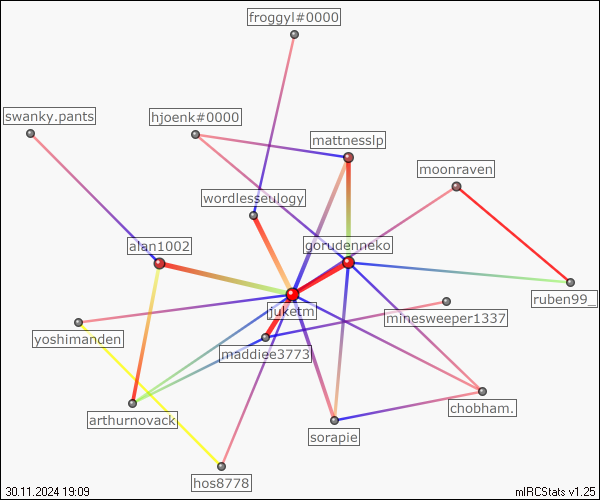 froggyl#0000
swanky.pants
hjoenk#0000
mattnesslp
moonraven
wordlesseulogy
alan1002
gorudenneko
ruben99_
juketm
minesweeper1337
yoshimanden
maddiee3773
chobham.
arthurnovack
sorapie
hos8778
30.11.2024 19:09
mIRCStats v1.25